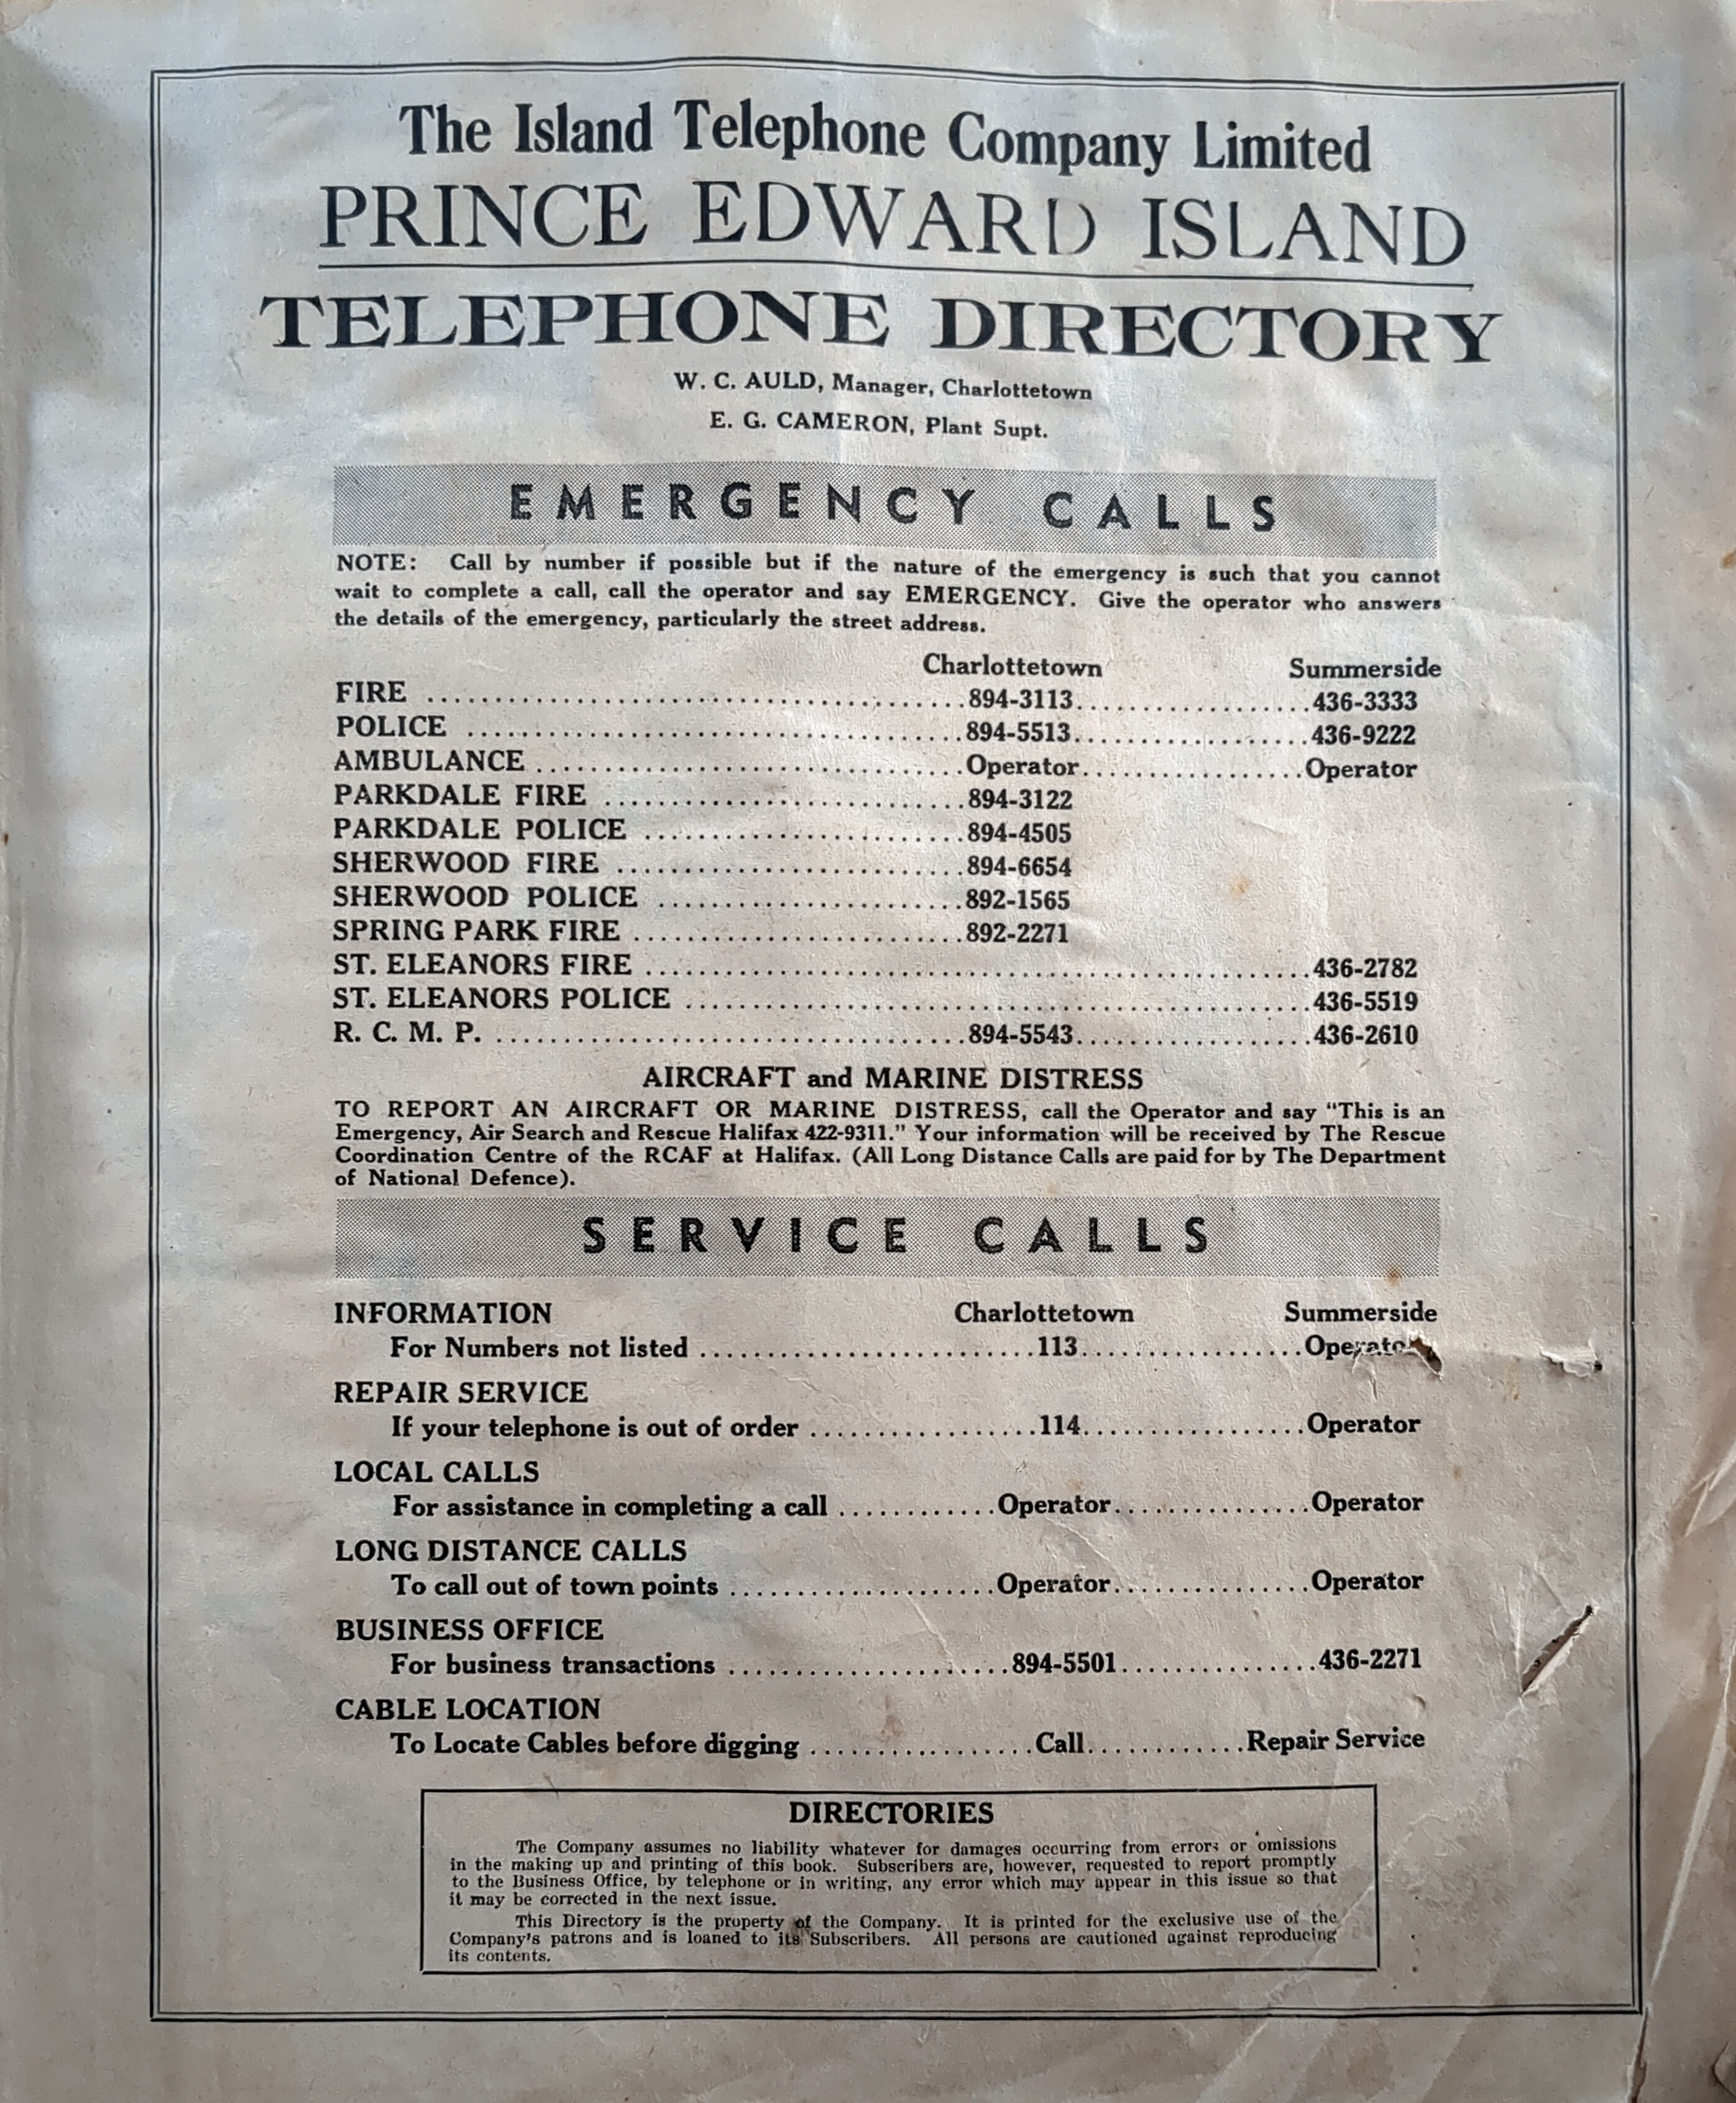 The Island Telephone Company Limited
PRINCE EDWARD ISLAND
TELEPHONE DIRECTORY
W. C. AULD, Manager, Charlottetown
E. G. CAMERON, Plant Supt.
EMERGENCY CALLS
NOTE: Call by number if possible but if the nature of the emergency is such that you cannot
wait to complete a call, call the operator and say EMERGENCY. Give the operator who answers
the details of the emergency, particularly the street address.
Charlottetown Summerside
FIRE ........................................894-3113..................436-3333
POLICE .....................................894-5513..................436-9222
AMBULANCE................................Operator.................Operator
PARKDALE FIRE ...........................894-3122
PARKDALE POLICE ........................894-4505
SHERWOOD FIRE ..........................894-6654
SHERWOOD POLICE .......................892-1565
SPRING PARK FIRE.........................892-2271
ST. ELEANORS FIRE ..................................................436-2782
ST. ELEANORS POLICE ...............................................436-5519
R. C. M. P. ...................................894-5543..................436-2610
AIRCRAFT and MARINE DISTRESS
TO REPORT AN AIRCRAFT OR MARINE DISTRESS, call the Operator and say “This is an
Emergency, Air Search and Rescue Halifax 422-9311.” Your information will be received by The Rescue
Coordination Centre of the RCAF at Halifax. (All Long Distance Calls are paid for by The Department
of National Defence).
SERVICE CALLS
INFORMATION Charlottetown Summerside
For Numbers not listed .........................113.................Operator
REPAIR SERVICE
If your telephone is out of order .................114.................Operator
LOCAL CALLS
For assistance in completing a call ............Operator...............Operator
LONG DISTANCE CALLS
To call out of town points ....................Operator...............Operator
BUSINESS OFFICE
For business transactions .....................894-5501...............436-2271
CABLE LOCATION
To Locate Cables before digging .................Call............Repair Service
DIRECTORIES
The Company assumes no liability whatever for damages occurring from errors or omissions
in the making up and printing of this book. Subscribers are, however, requested to report promptly
to the Business Office, by telephone or in writing, any error which may appear in this issue so that
it may be corrected in the next issue.
This Directory is the property of the Company. It is printed for the exclusive use of the
Company's patrons and is loaned to its Subscribers. All persons are cautioned against reproducing
its contents.